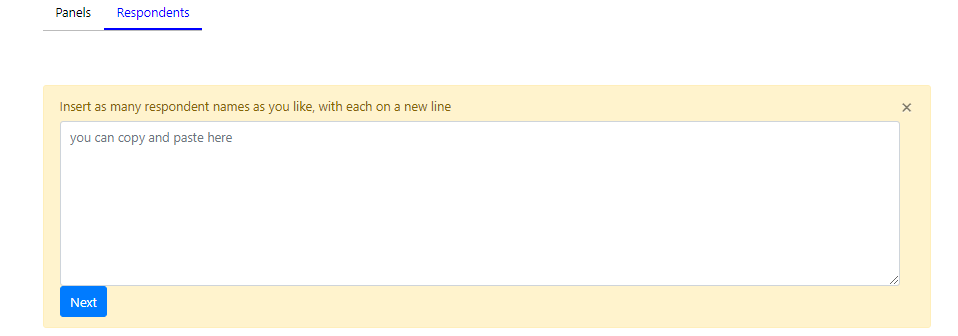 Panels Respondents
Insert as many respondent names as you like, with each on a new line
×
you can copy and paste here
Next